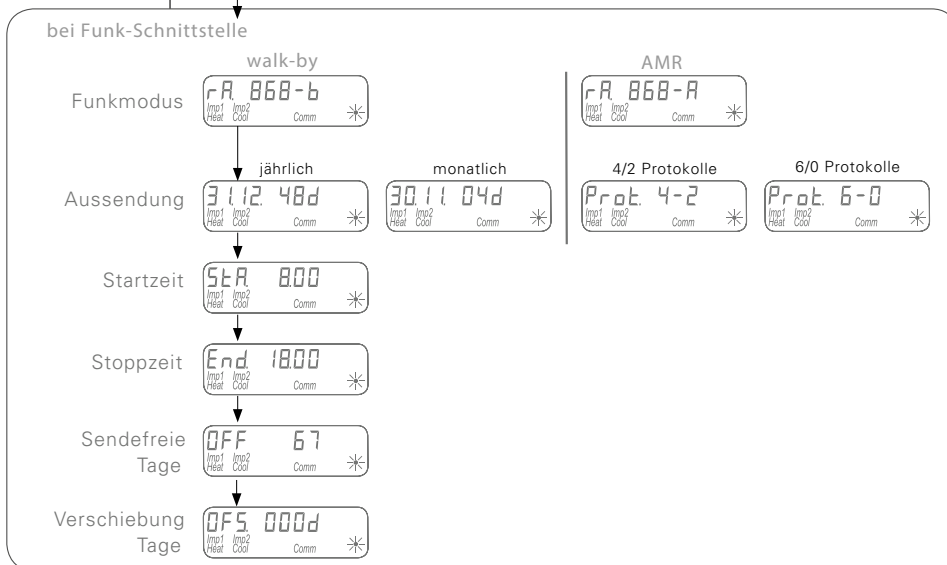 bei Funk-Schnittstelle
walk-by
AMR
Funkmodus
rA. 868-b
Imp1 Imp2
Heat Cool Comm
rA. 868-A
Imp1 Imp2
Heat Cool Comm
jährlich
monatlich
4/2 Protokolle
6/0 Protokolle
Aussendung
31.12. 48d
Imp1 Imp2
Heat Cool Comm
30.11. 04d
Imp1 Imp2
Heat Cool Comm
Prot. 4-2
Imp1 Imp2
Heat Cool Comm
Prot. 6-0
Imp1 Imp2
Heat Cool Comm
Startzeit
StA. 8.00
Imp1 Imp2
Heat Cool Comm
Stoppzeit
End. 18.00
Imp1 Imp2
Heat Cool Comm
Sendefreie
Tage
OFF 67
Imp1 Imp2
Heat Cool Comm
Verschiebung
Tage
OFS. 000d
Imp1 Imp2
Heat Cool Comm